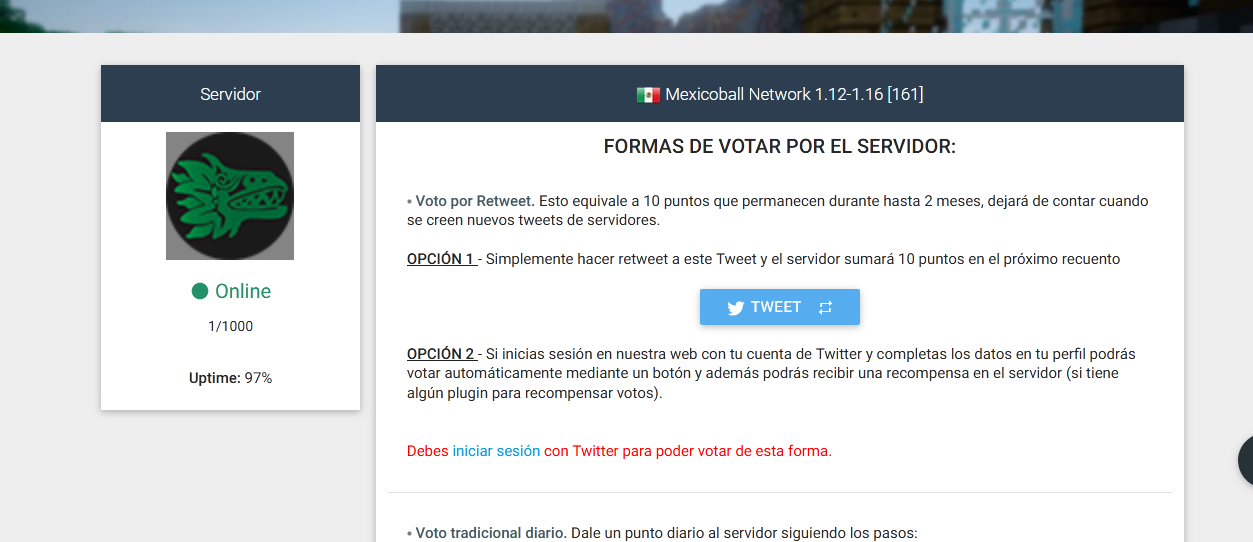 Servidor
Online
1/1000
Uptime: 97%
Mexicoball Network 1.12-1.16 [161]
FORMAS DE VOTAR POR EL SERVIDOR:
• Voto por Retweet. Esto equivale a 10 puntos que permanecen durante hasta 2 meses, dejará de contar cuando
se creen nuevos tweets de servidores.
OPCIÓN 1 - Simplemente hacer retweet a este Tweet y el servidor sumará 10 puntos en el próximo recuento
TWEET
OPCIÓN 2 - Si inicias sesión en nuestra web con tu cuenta de Twitter y completas los datos en tu perfil podrás
votar automáticamente mediante un botón y además podrás recibir una recompensa en el servidor (si tiene
algún plugin para recompensar votos).
Debes iniciar sesión con Twitter para poder votar de esta forma.
• Voto tradicional diario. Dale un punto diario al servidor siguiendo los pasos: